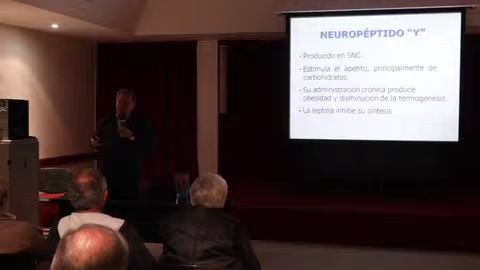 NEUROPÉPTIDO "Y"
- Producido en SNC.
- Estimula el apetito, principalmente de
carbohidratos.
- Su administración crónica produce
obesidad y disminución de la termogenesis.
- La leptina inhibe su síntesis